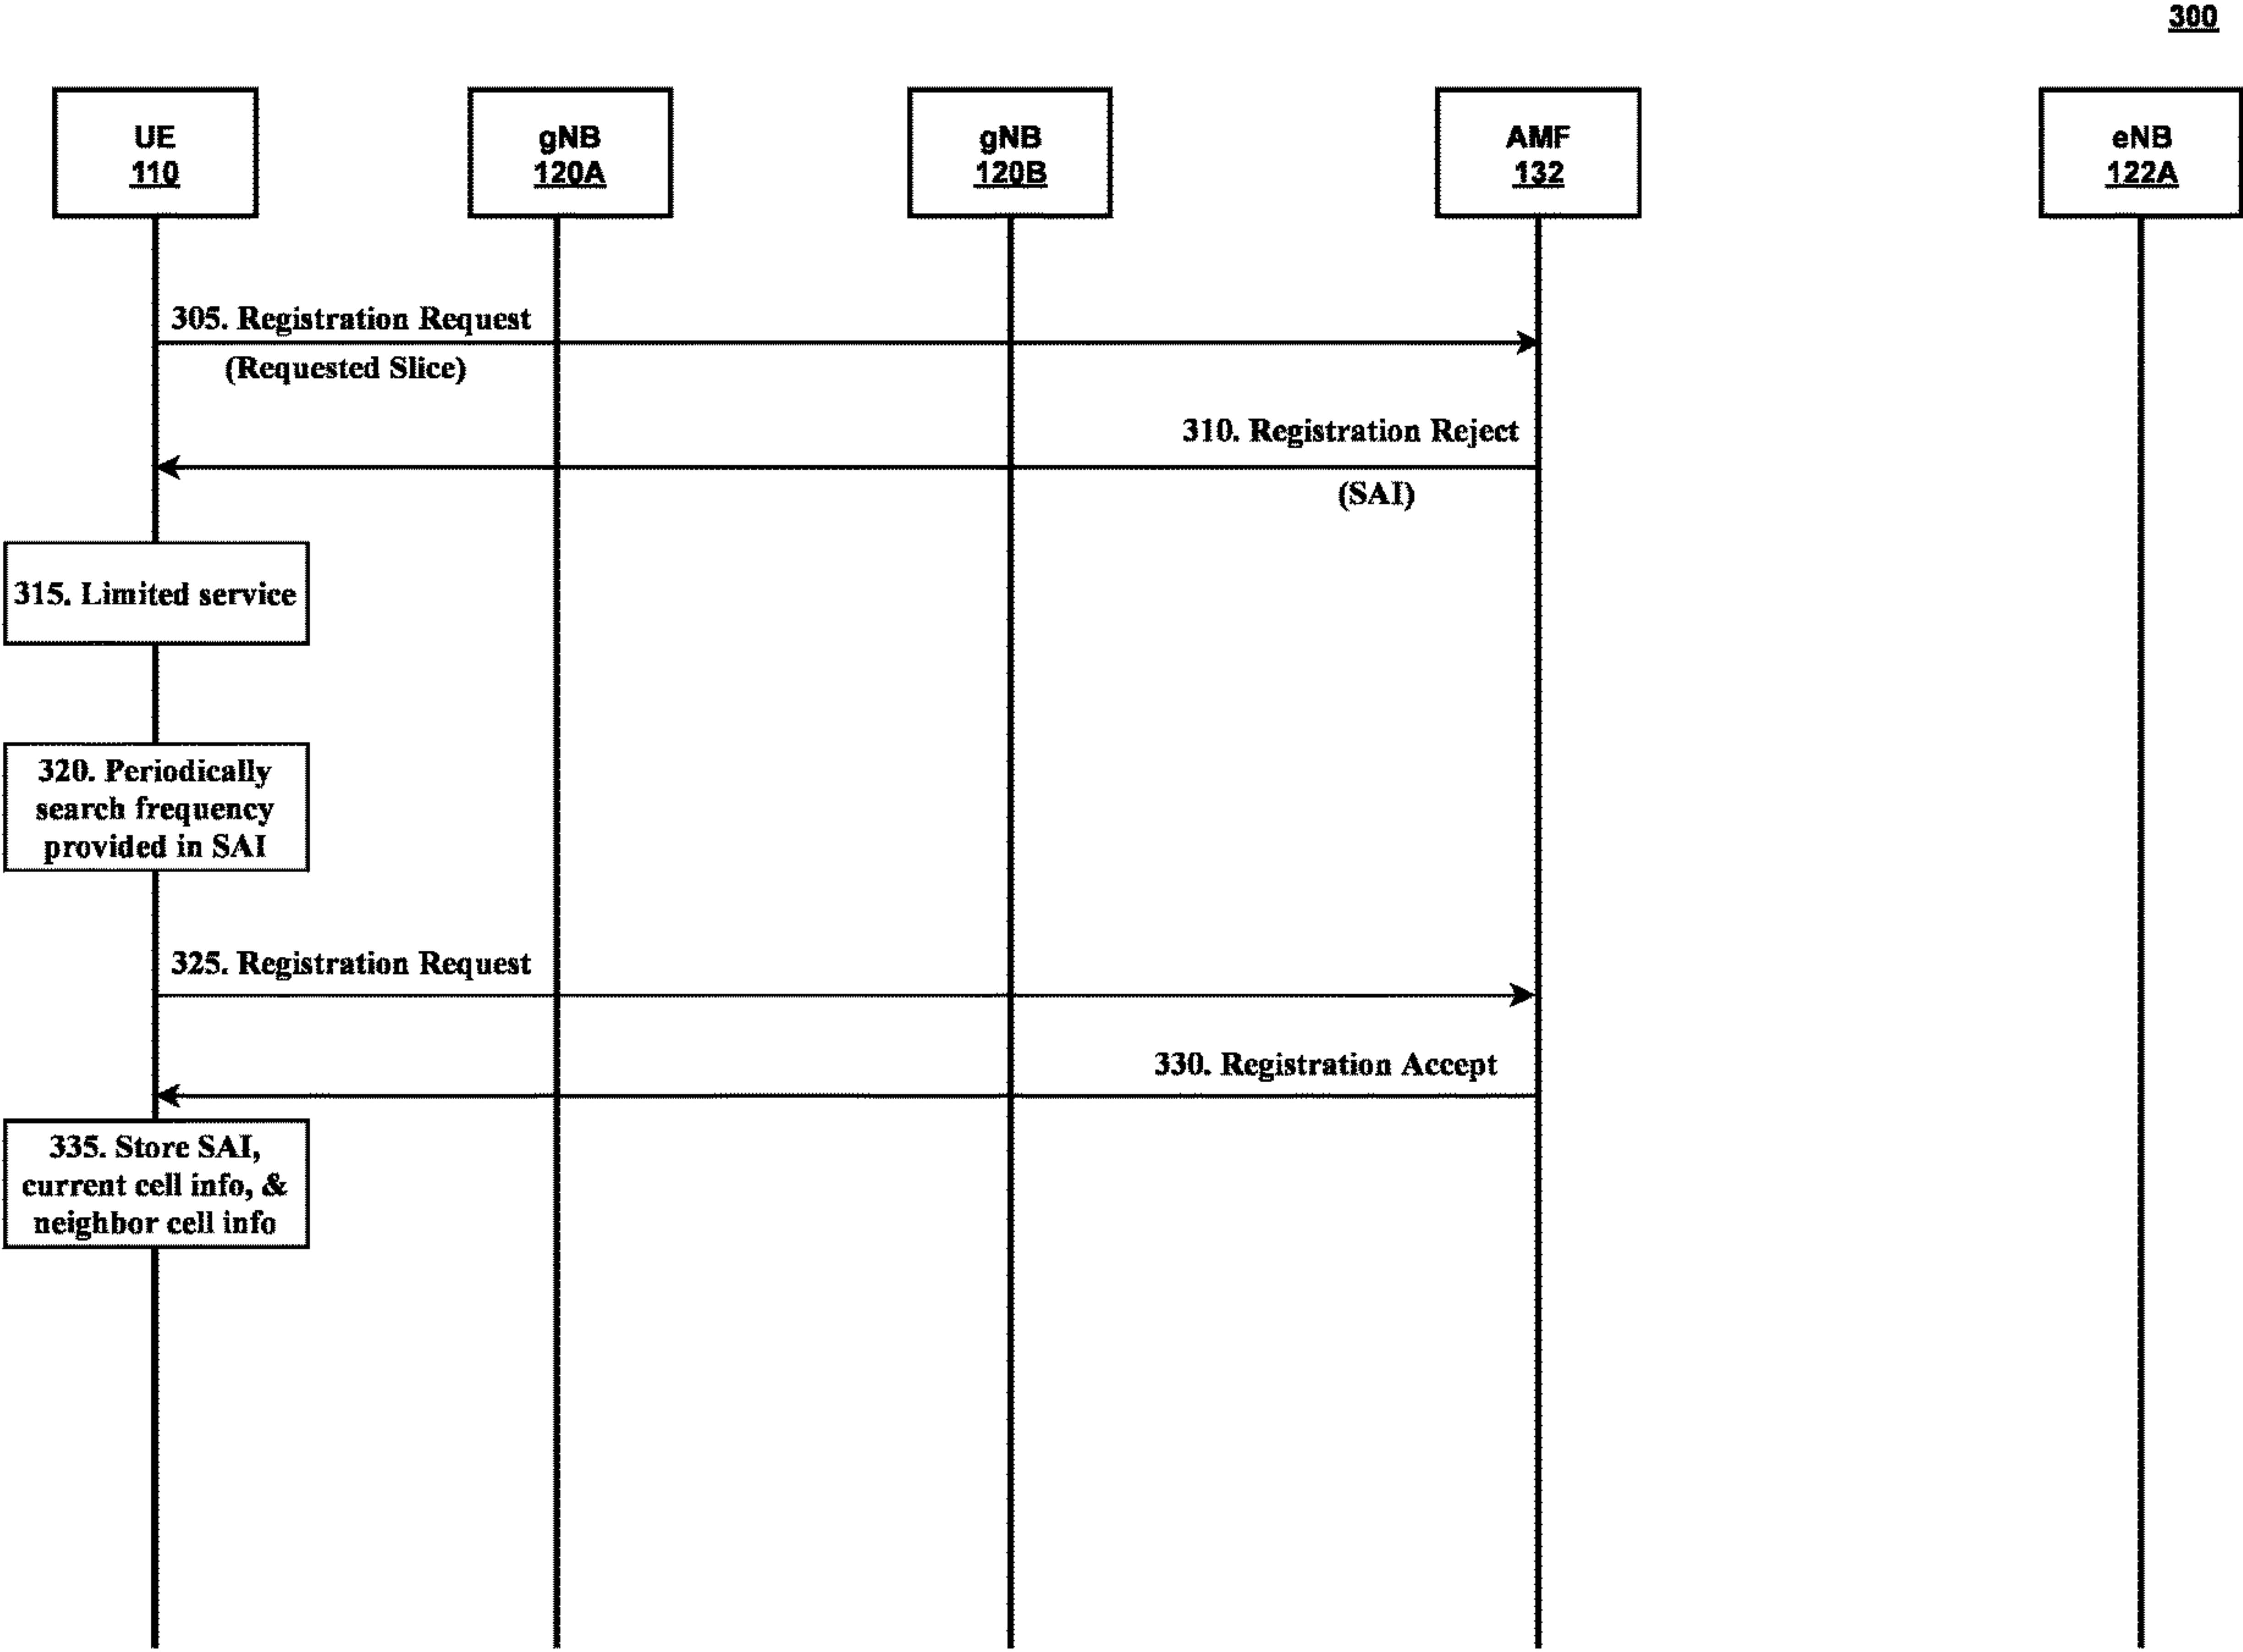 300
UE
110
gNB
120A
gNB
120B
AMF
132
eNB
122A
305. Registration Request
(Requested Slice)
310. Registration Reject
(SAI)
315. Limited service
320. Periodically
search frequency
provided in SAI
325. Registration Request
330. Registration Accept
335. Store SAI,
current cell info, &
neighbor cell info